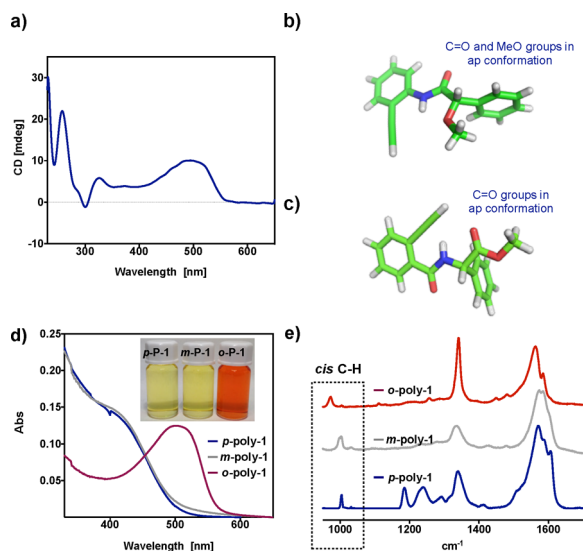 a)
CD [mdeg]
30
20
10
0
-10
300
400
500
600
Wavelength [nm]
b)
C=O and MeO groups in
ap conformation
c)
C=O groups in
ap conformation
d)
Abs
0.25
0.20
0.15
0.10
0.05
400
500
600
Wavelength [nm]
p-P-1 m-P-1 o-P-1
p-poly-1
m-poly-1
o-poly-1
e)
cis C-H
o-poly-1
m-poly-1
p-poly-1
1000
1200
1400
1600
cm-1